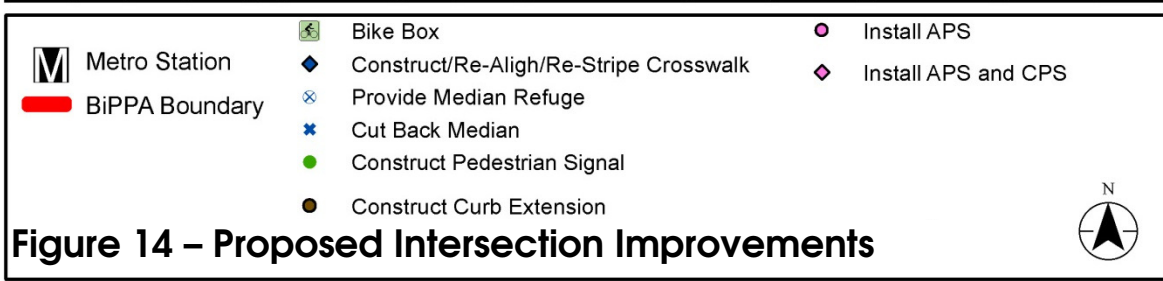 M Metro Station
BiPPA Boundary
Bike Box
Construct/Re-Aligh/Re-Stripe Crosswalk
Provide Median Refuge
Cut Back Median
Construct Pedestrian Signal
Construct Curb Extension
Install APS
Install APS and CPS
N
Figure 14 – Proposed Intersection Improvements